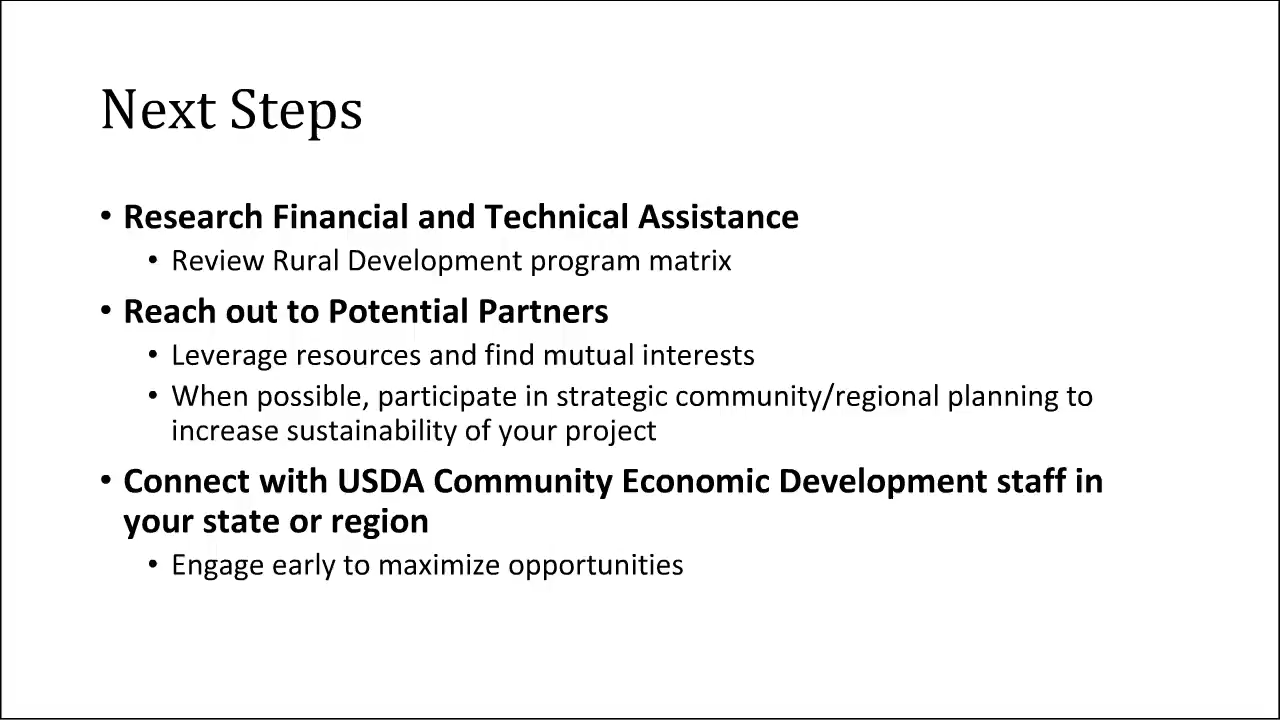 Next Steps
• Research Financial and Technical Assistance
• Review Rural Development program matrix
• Reach out to Potential Partners
• Leverage resources and find mutual interests
• When possible, participate in strategic community/regional planning to
increase sustainability of your project
• Connect with USDA Community Economic Development staff in
your state or region
• Engage early to maximize opportunities